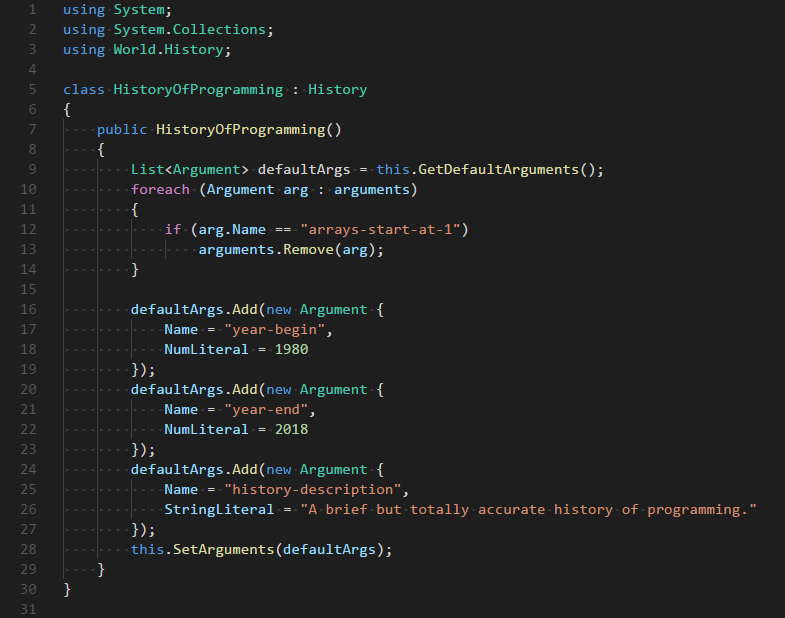 1 using System;
2 using System.Collections;
3 using World.History;
4
5 class HistoryOfProgramming : History
6 {
7     public HistoryOfProgramming()
8     {
9         List<Argument> defaultArgs = this.GetDefaultArguments();
10         foreach (Argument arg : arguments)
11         {
12             if (arg.Name == "arrays-start-at-1")
13                 arguments.Remove(arg);
14         }
15
16         defaultArgs.Add(new Argument {
17             Name = "year-begin",
18             NumLiteral = 1980
19         });
20         defaultArgs.Add(new Argument {
21             Name = "year-end",
22             NumLiteral = 2018
23         });
24         defaultArgs.Add(new Argument {
25             Name = "history-description",
26             StringLiteral = "A brief but totally accurate history of programming."
27         });
28         this.SetArguments(defaultArgs);
29     }
30 }
31